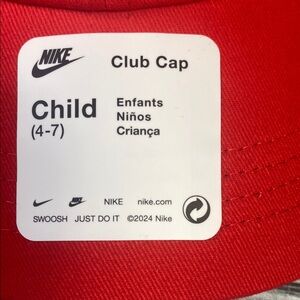 NIKE Club Cap
Child Enfants
(4-7) Niños
Criança
NIKE nike.com
SWOOSH JUST DO IT ©2024 Nike